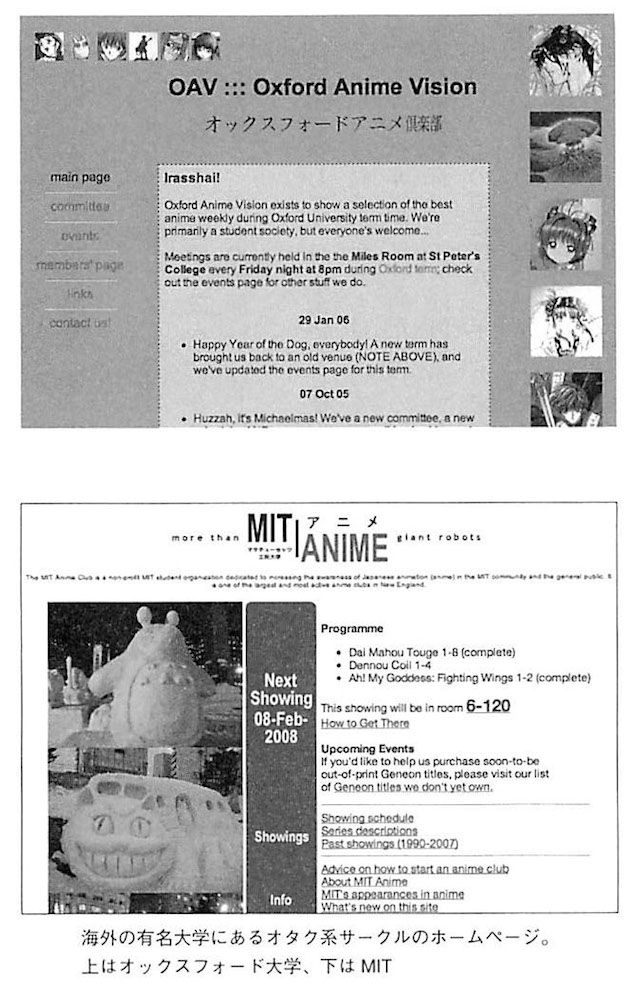 OAV ::: Oxford Anime Vision
オックスフォードアニメ倶楽部
main page
committee
events
members' page
links
contact us!
Irasshai!
Oxford Anime Vision exists to show a selection of the best
anime weekly during Oxford University term time. We're
primarily a student society, but everyone's welcome...
Meetings are currently held in the the Miles Room at St Peter's
College every Friday night at 8pm during Oxford term; check
out the events page for other stuff we do.
29 Jan 06
• Happy Year of the Dog, everybody! A new term has
brought us back to an old venue (NOTE ABOVE), and
we've updated the events page for this term.
07 Oct 05
• Huzzah, it's Michaelmas! We've a new committee, a new
more than MIT アニメ giant robots
マサチューセッツ
工科大学
ANIME
The MIT Anime Club is a non-profit MIT student organization dedicated to increasing the awareness of Japanese animation (anime) in the MIT community and the general public. It
is one of the largest and most active anime clubs in New England.
Next
Showing
08-Feb-
2008
Showings
Info
Programme
• Dai Mahou Touge 1-8 (complete)
• Dennou Coil 1-4
• Ah! My Goddess: Fighting Wings 1-2 (complete)
This showing will be in room 6-120
How to Get There
Upcoming Events
If you'd like to help us purchase soon-to-be
out-of-print Geneon titles, please visit our list
of Geneon titles we don't yet own.
Showing schedule
Series descriptions
Past showings (1990-2007)
Advice on how to start an anime club
About MIT Anime
MIT's appearances in anime
What's new on this site
海外の有名大学にあるオタク系サークルのホームページ。
上はオックスフォード大学、下は MIT